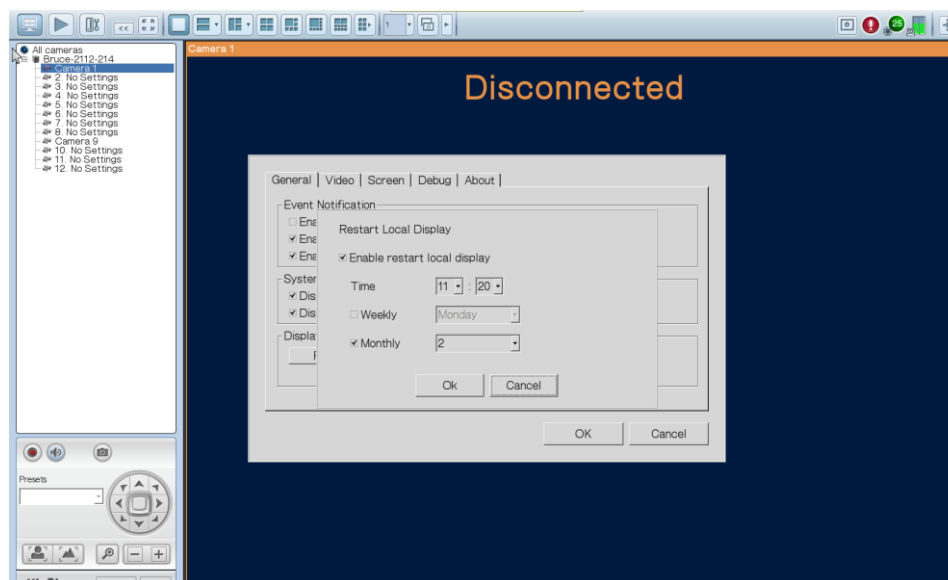 1
25
All cameras
Bruce-2112-214
Camera 1
2. No Settings
3. No Settings
4. No Settings
5. No Settings
6. No Settings
7. No Settings
8. No Settings
Camera 9
10. No Settings
11. No Settings
12. No Settings
Camera 1
Disconnected
General | Video | Screen | Debug | About |
Event Notification
Ena
Ena
Ena
System
Dis
Dis
Displa
Restart Local Display
Enable restart local display
Time 11 : 20
Weekly Monday
Monthly 2
Ok Cancel
OK Cancel
Presets